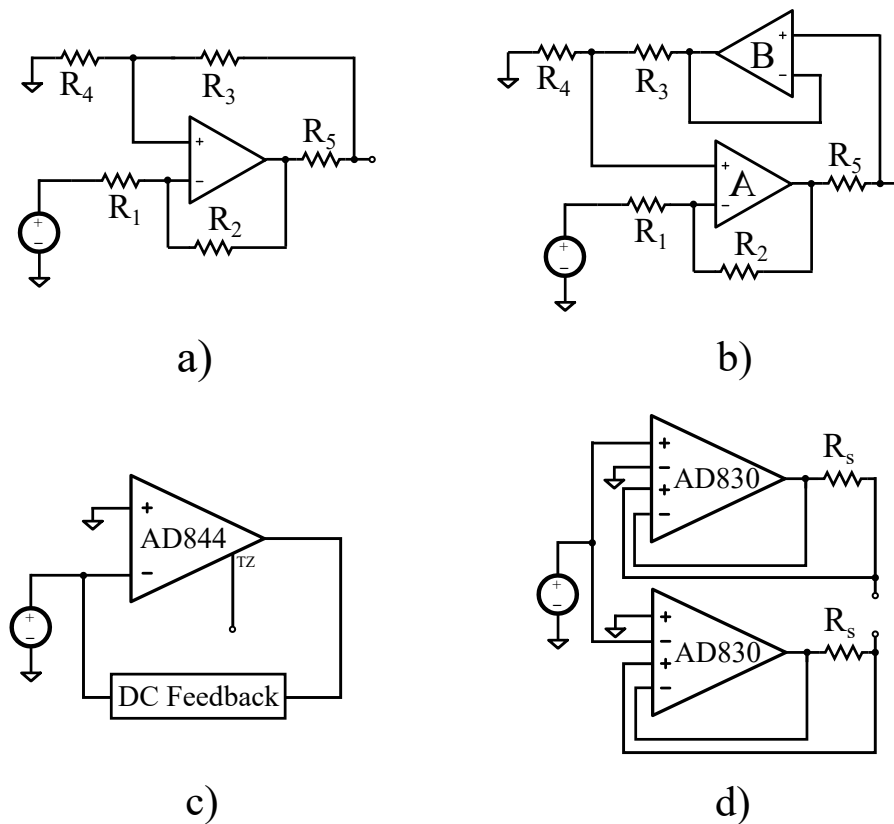 R4
R3
R5
+
−
R1
R2
+
−
a)
R4
R3
B
+
−
A
+
−
R5
R1
R2
+
−
b)
+
AD844
−
TZ
+
−
DC Feedback
c)
+
−
AD830
+
−
Rs
+
−
+
−
AD830
+
−
Rs
d)